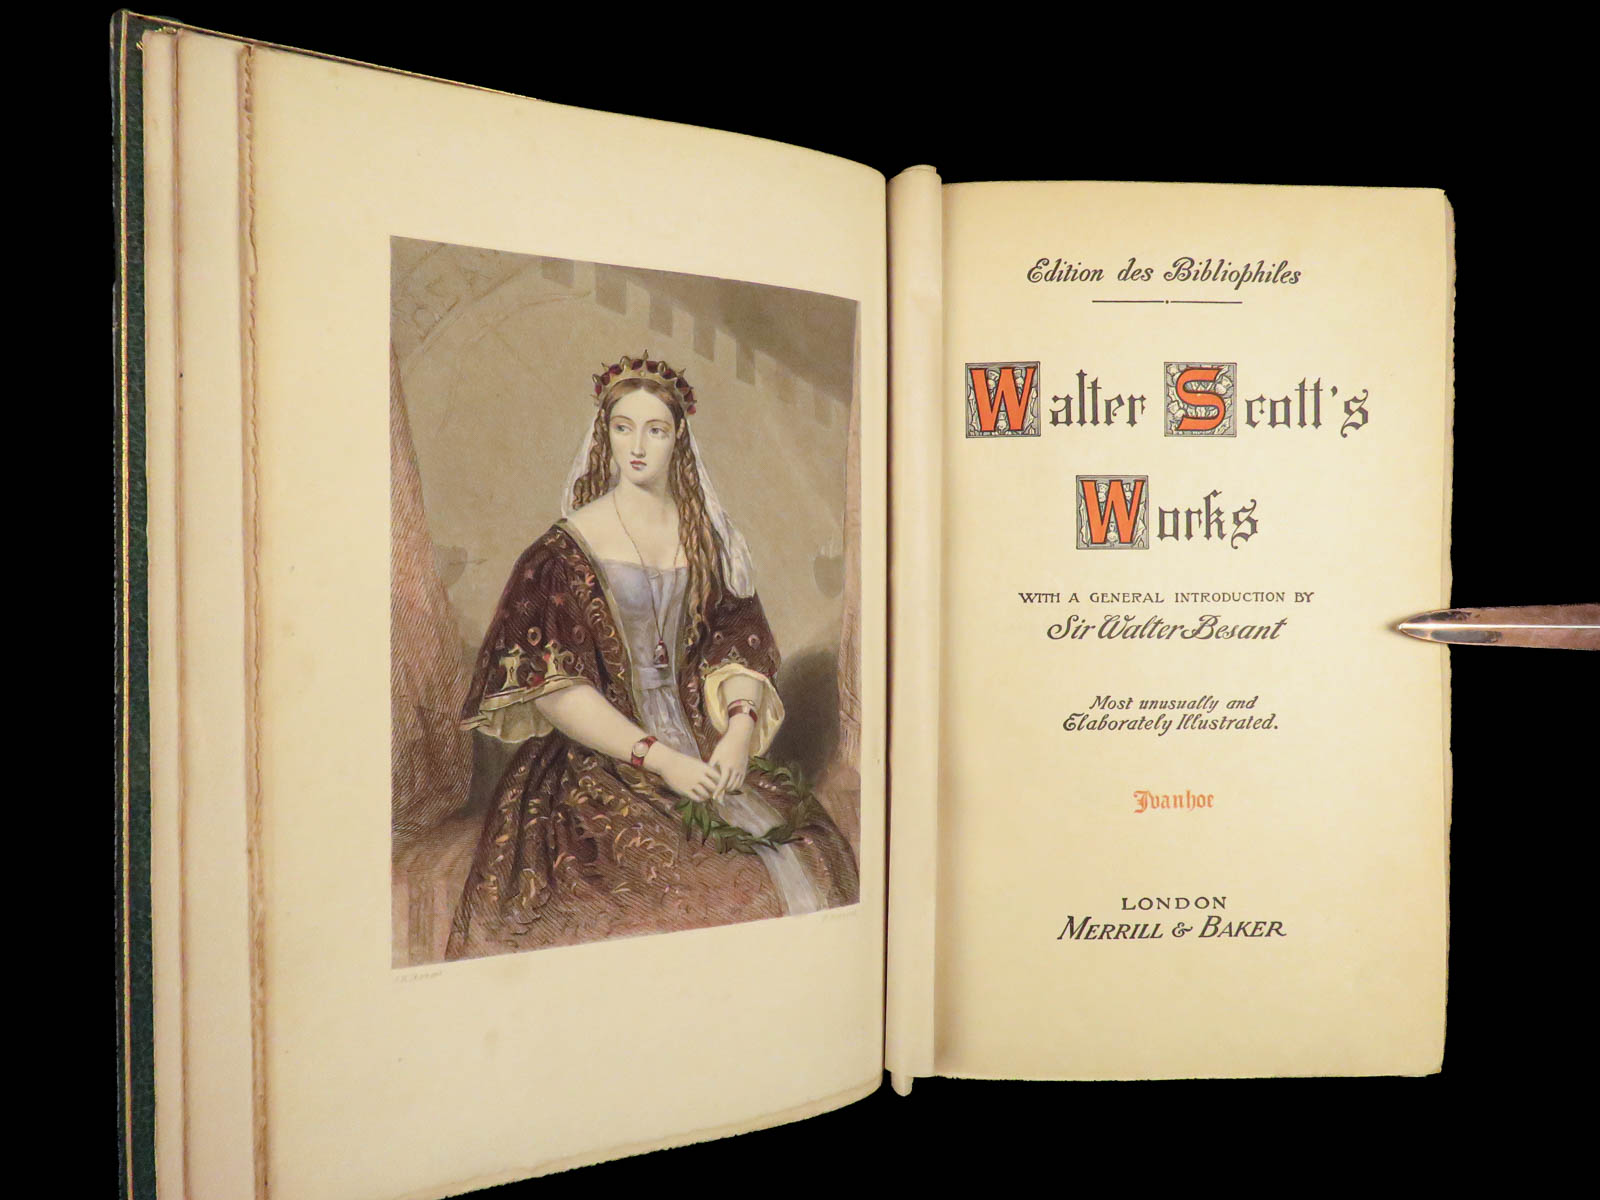 Edition des Bibliophiles
Walter Scott's
Works
WITH A GENERAL INTRODUCTION BY
Sir Walter Besant
Most unusually and
Elaborately Illustrated.
Ivanhoe
LONDON
MERRILL & BAKER